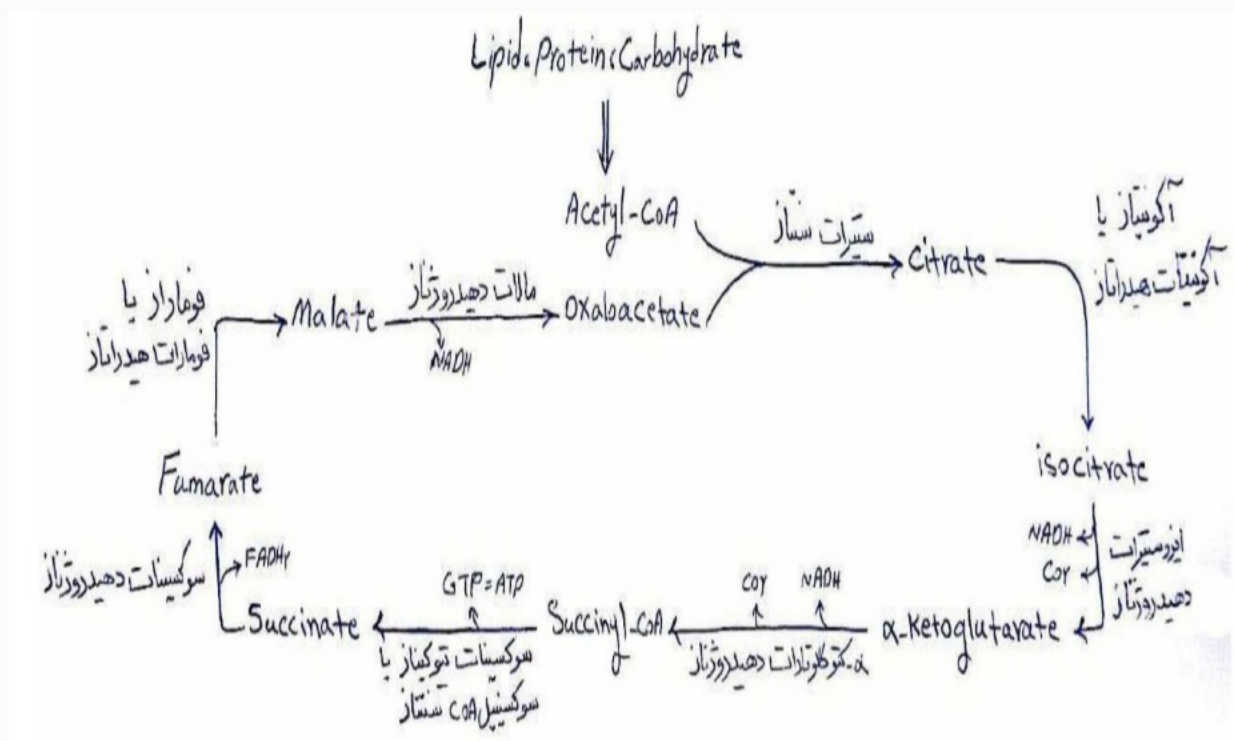 Lipid، Protein، Carbohydrate
Acetyl-CoA
سیترات سنتاز
Citrate
آکونیتاز یا
آکونیتات هیدراتاز
فوماراز یا
فومارات هیدراتاز
Malate
مالات دهیدروژناز
NADH
Oxaloacetate
Fumarate
isocitrate
NADH
CO۲
ایزوسیترات
دهیدروژناز
سوکسینات دهیدروژناز
FADH۲
Succinate
GTP=ATP
سوکسینات تیوکیناز یا
سوکسینیل CoA سنتتاز
Succinyl-CoA
CO۲
NADH
α-کتوگلوتارات دهیدروژناز
α-Ketoglutarate